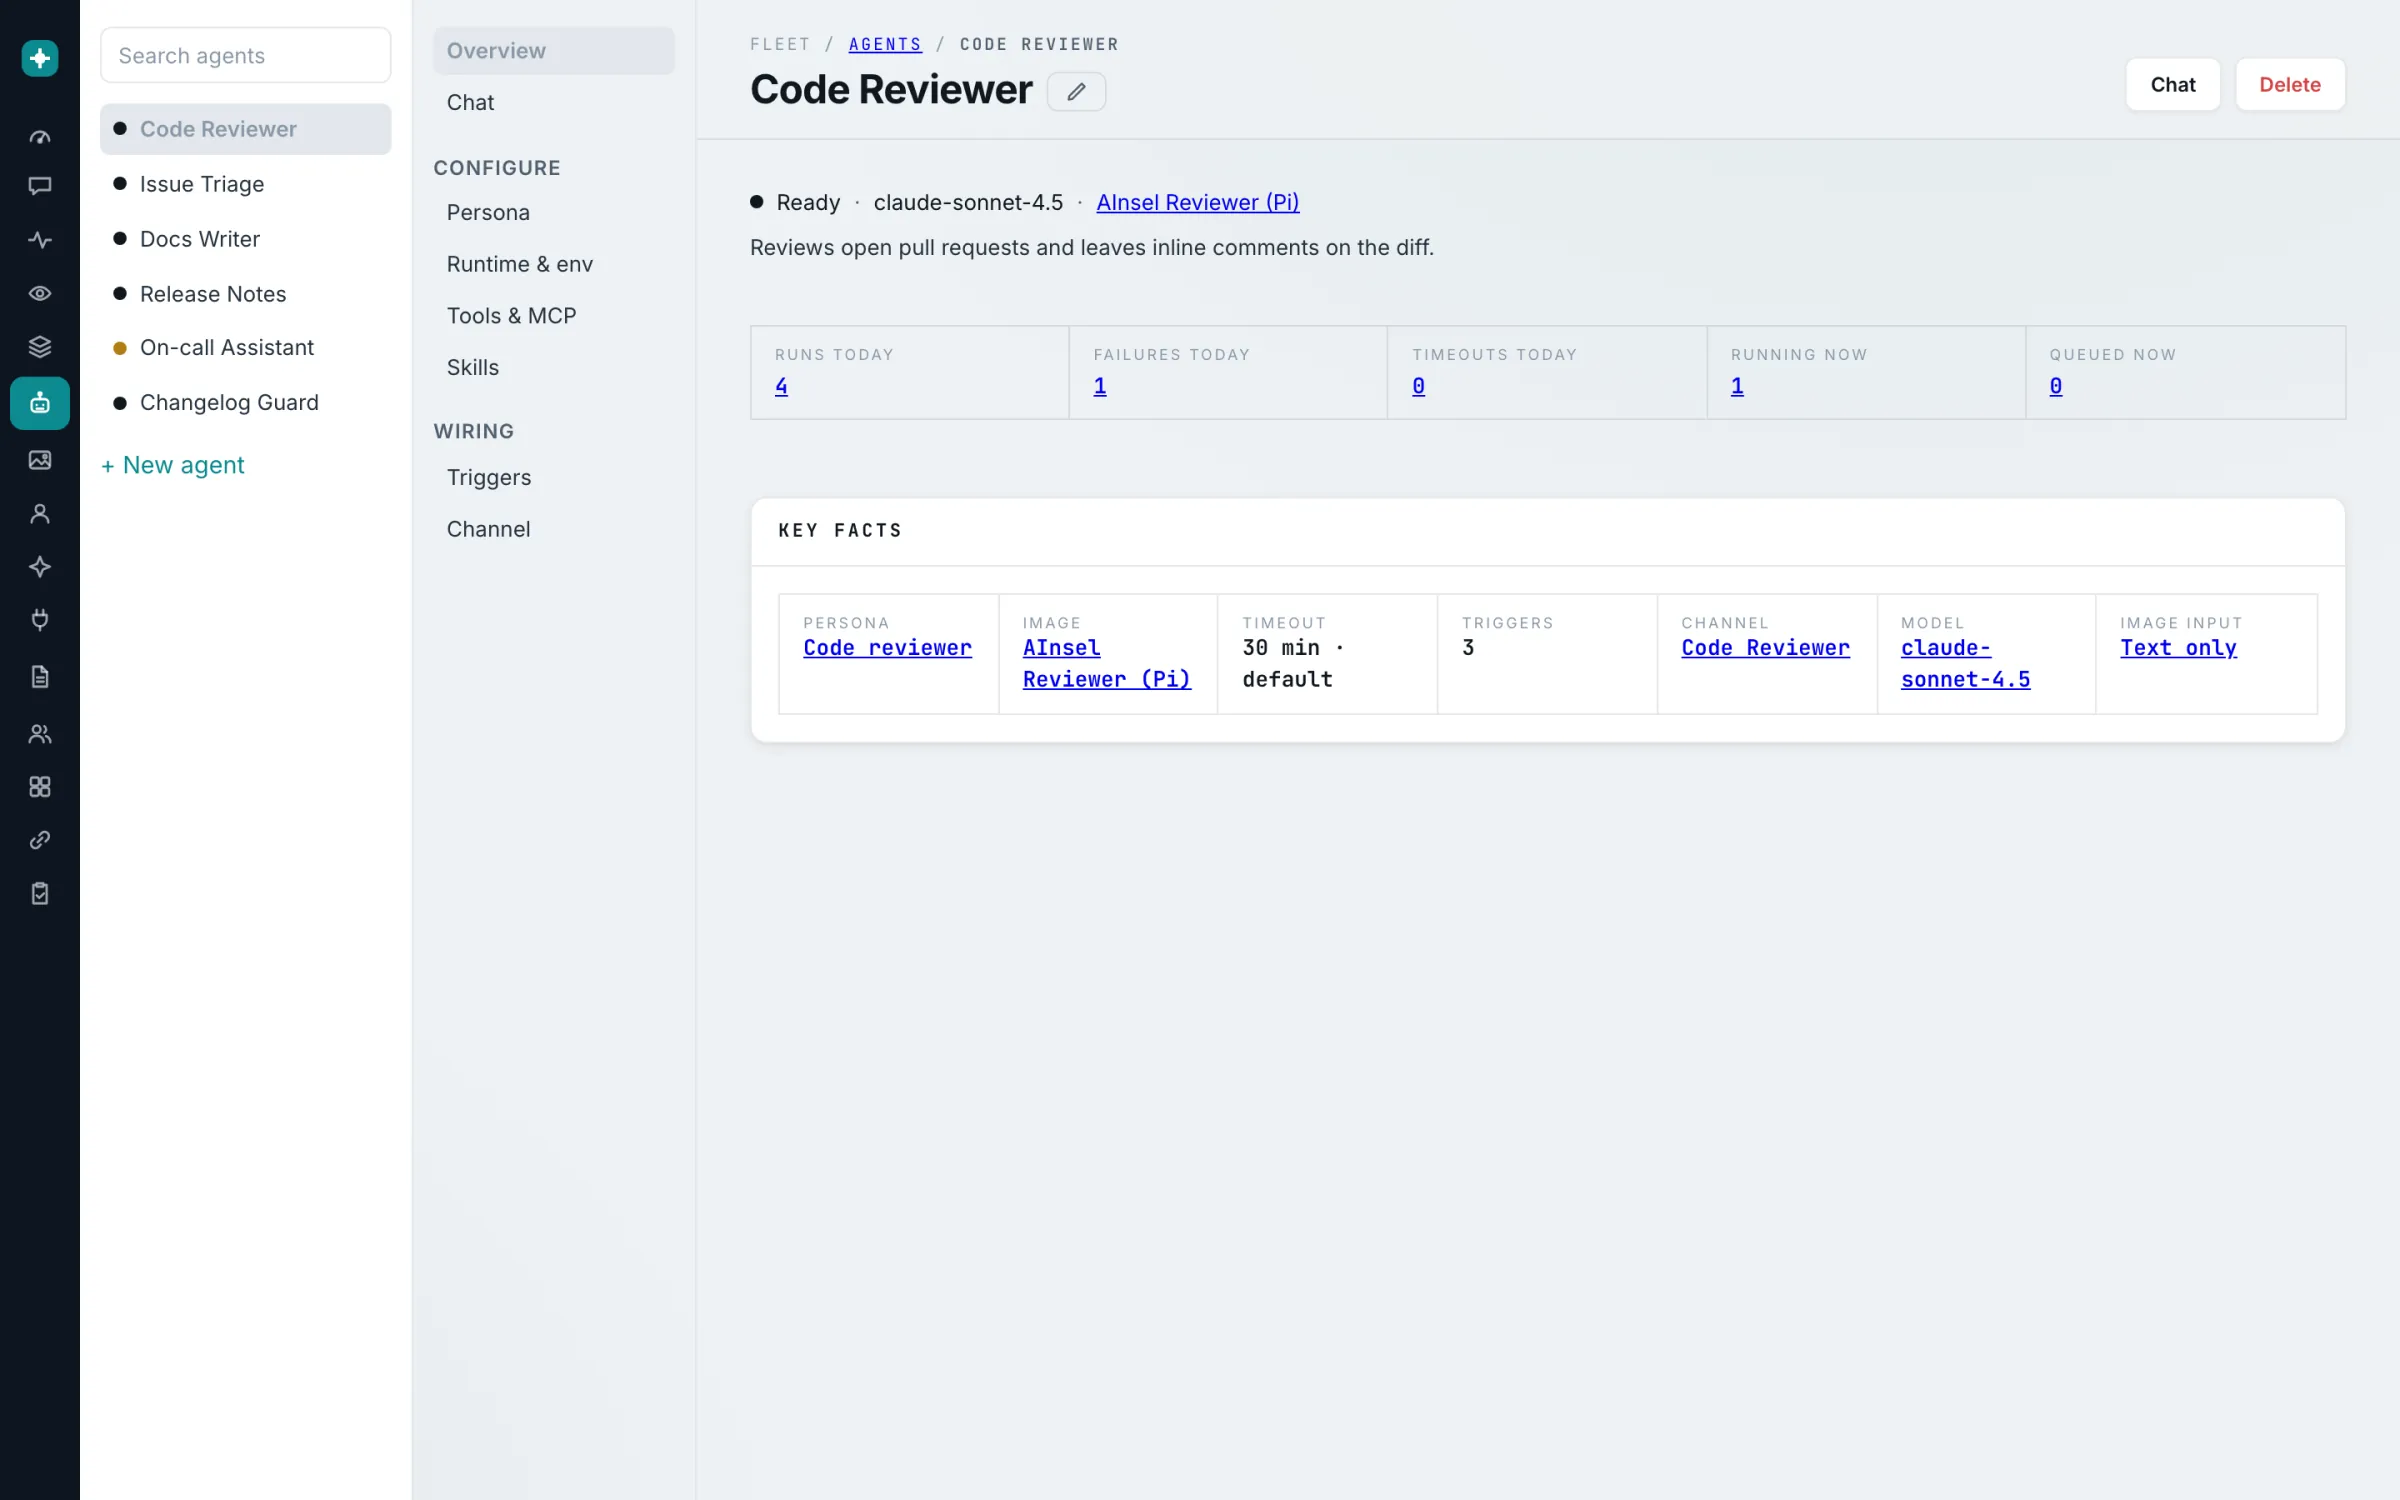 Search agents
Code Reviewer
Issue Triage
Docs Writer
Release Notes
On-call Assistant
Changelog Guard
+ New agent
Overview
Chat
CONFIGURE
Persona
Runtime & env
Tools & MCP
Skills
WIRING
Triggers
Channel
FLEET / AGENTS / CODE REVIEWER
Code Reviewer
Chat
Delete
Ready · claude-sonnet-4.5 · AInsel Reviewer (Pi)
Reviews open pull requests and leaves inline comments on the diff.
RUNS TODAY
4
FAILURES TODAY
1
TIMEOUTS TODAY
0
RUNNING NOW
1
QUEUED NOW
0
KEY FACTS
PERSONA
Code reviewer
IMAGE
AInsel
Reviewer (Pi)
TIMEOUT
30 min ·
default
TRIGGERS
3
CHANNEL
Code Reviewer
MODEL
claude-
sonnet-4.5
IMAGE INPUT
Text only